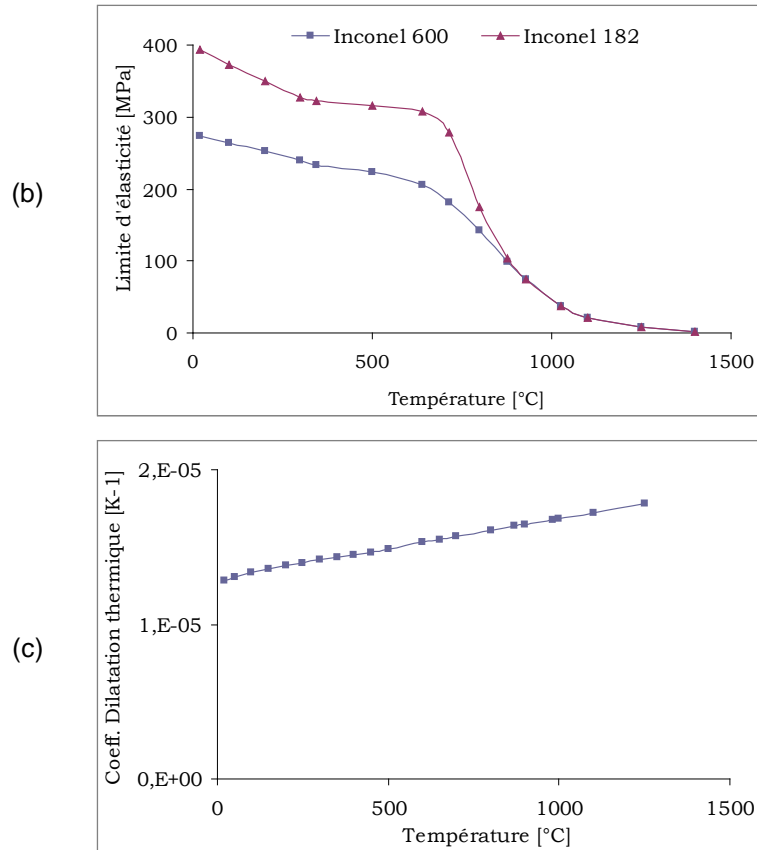 (b)
Inconel 600 Inconel 182
Limite d'élasticité [MPa]
400
300
200
100
0
0 500 1000 1500
Température [°C]
(c)
Coeff. Dilatation thermique [K-1]
2,E-05
1,E-05
0,E+00
0 500 1000 1500
Température [°C]